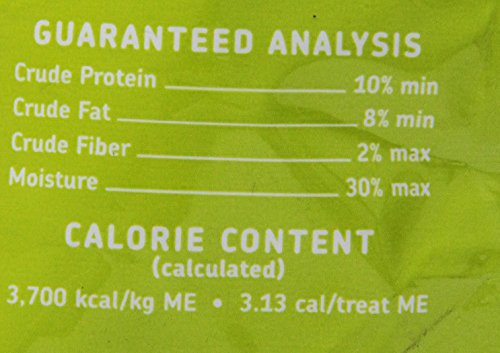 GUARANTEED ANALYSIS
Crude Protein 10% min
Crude Fat 8% min
Crude Fiber 2% max
Moisture 30% max
CALORIE CONTENT
(calculated)
3,700 kcal/kg ME • 3.13 cal/treat ME